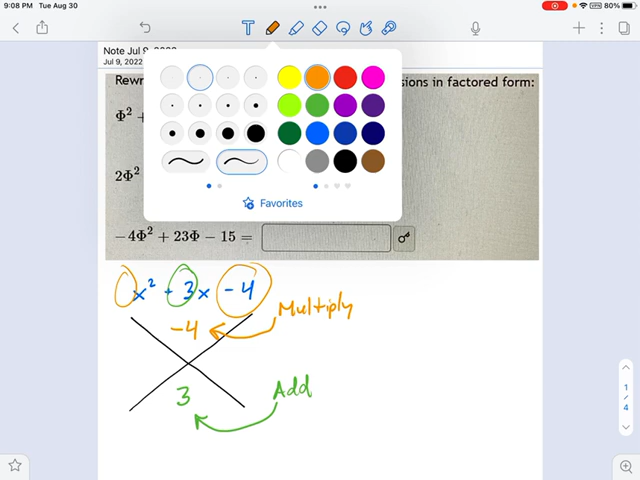 9:08 PM Tue Aug 30
80%
T
Note Jul 9, 2022
Jul 9, 2022
Rewr
sions in factored form:
Φ² +
2Φ²
Favorites
−4Φ² + 23Φ − 15 =
x² + 3x − 4
−4
Multiply
3
Add
1
/
4